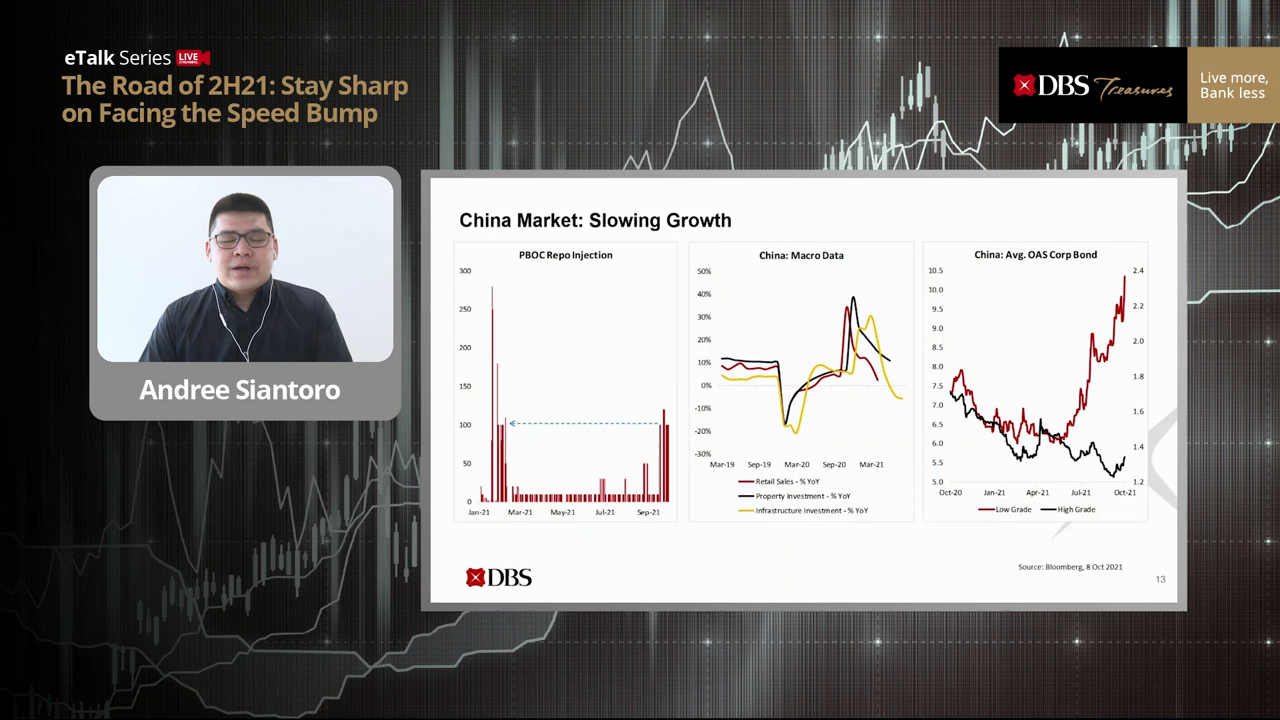 eTalk Series LIVE STREAMING
The Road of 2H21: Stay Sharp
on Facing the Speed Bump
DBS Treasures
Live more,
Bank less
Andree Siantoro
China Market: Slowing Growth
PBOC Repo Injection
300
250
200
150
100
50
0
Jan-21 Mar-21 May-21 Jul-21 Sep-21
China: Macro Data
50%
40%
30%
20%
10%
0%
-10%
-20%
-30%
Mar-19 Sep-19 Mar-20 Sep-20 Mar-21
Retail Sales - % YoY
Property Investment - % YoY
Infrastructure Investment - % YoY
China: Avg. OAS Corp Bond
10.5 2.4
10.0
9.5 2.2
9.0
8.5 2.0
8.0
7.5 1.8
7.0
6.5 1.6
6.0
5.5 1.4
5.0 1.2
Oct-20 Jan-21 Apr-21 Jul-21 Oct-21
Low Grade High Grade
DBS
Source: Bloomberg, 8 Oct 2021
13